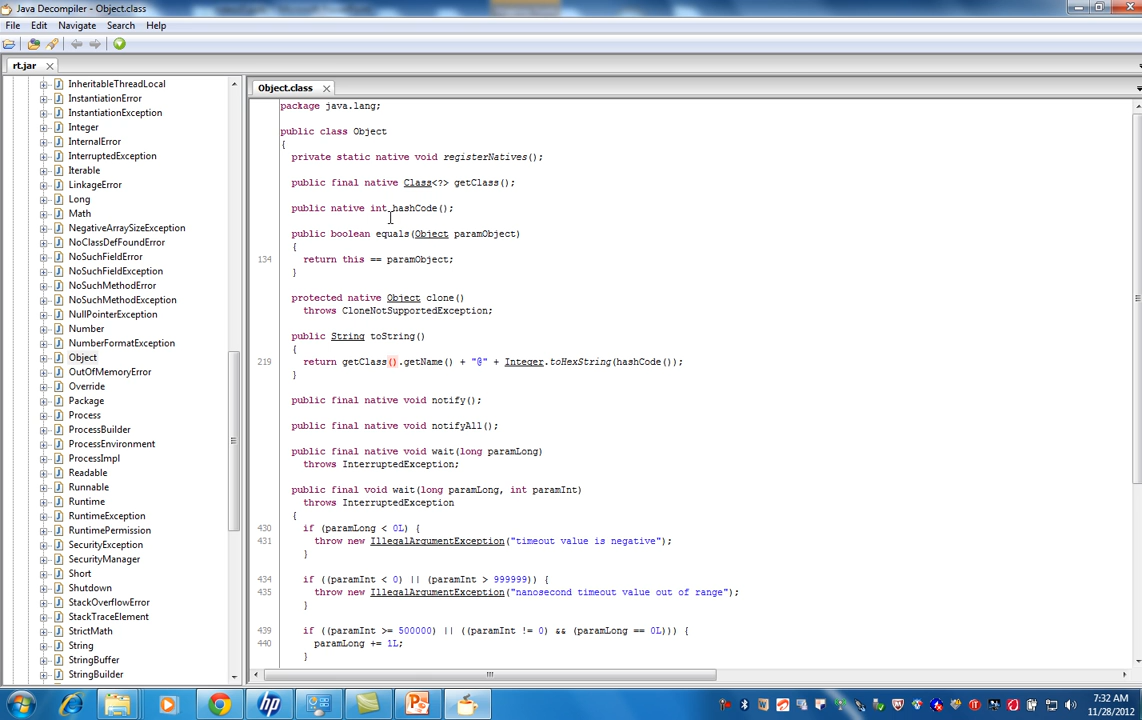 Java Decompiler - Object.class
File Edit Navigate Search Help
rt.jar
InheritableThreadLocal
InstantiationError
InstantiationException
Integer
InternalError
InterruptedException
Iterable
LinkageError
Long
Math
NegativeArraySizeException
NoClassDefFoundError
NoSuchFieldError
NoSuchFieldException
NoSuchMethodError
NoSuchMethodException
NullPointerException
Number
NumberFormatException
Object
OutOfMemoryError
Override
Package
Process
ProcessBuilder
ProcessEnvironment
ProcessImpl
Readable
Runnable
Runtime
RuntimeException
RuntimePermission
SecurityException
SecurityManager
Short
Shutdown
StackOverflowError
StackTraceElement
StrictMath
String
StringBuffer
StringBuilder
Object.class
package java.lang;
public class Object
{
private static native void registerNatives();
public final native Class<?> getClass();
public native int hashCode();
public boolean equals(Object paramObject)
{
134 return this == paramObject;
}
protected native Object clone()
throws CloneNotSupportedException;
public String toString()
{
219 return getClass().getName() + "@" + Integer.toHexString(hashCode());
}
public final native void notify();
public final native void notifyAll();
public final native void wait(long paramLong)
throws InterruptedException;
public final void wait(long paramLong, int paramInt)
throws InterruptedException
{
430 if (paramLong < 0L) {
431 throw new IllegalArgumentException("timeout value is negative");
}
434 if ((paramInt < 0) || (paramInt > 999999)) {
435 throw new IllegalArgumentException("nanosecond timeout value out of range");
}
439 if ((paramInt >= 500000) || ((paramInt != 0) && (paramLong == 0L))) {
440 paramLong += 1L;
}
7:32 AM
11/28/2012